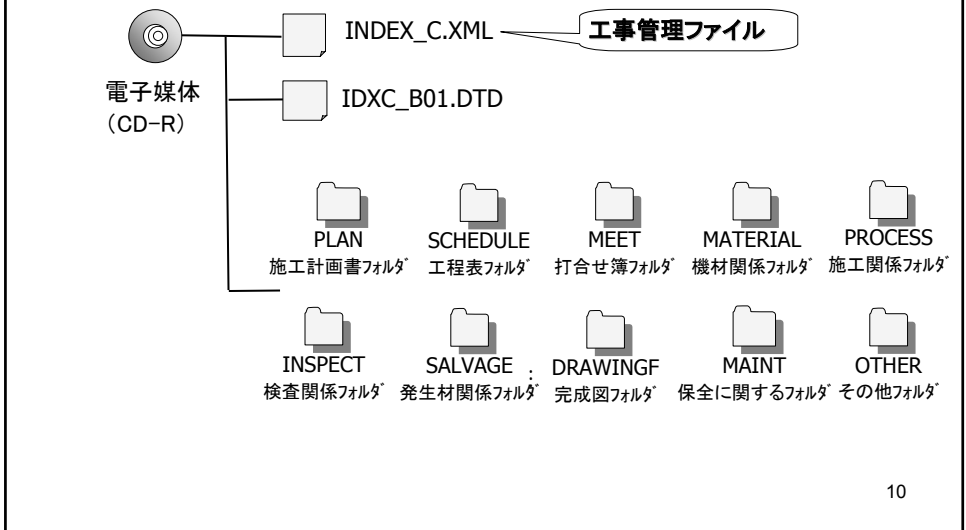 INDEX_C.XML
工事管理ファイル
電子媒体
(CD-R)
IDXC_B01.DTD
PLAN
施工計画書フォルダ
SCHEDULE
工程表フォルダ
MEET
打合せ簿フォルダ
MATERIAL
機材関係フォルダ
PROCESS
施工関係フォルダ
INSPECT
検査関係フォルダ
SALVAGE
発生材関係フォルダ
:
DRAWINGF
完成図フォルダ
MAINT
保全に関するフォルダ
OTHER
その他フォルダ
10